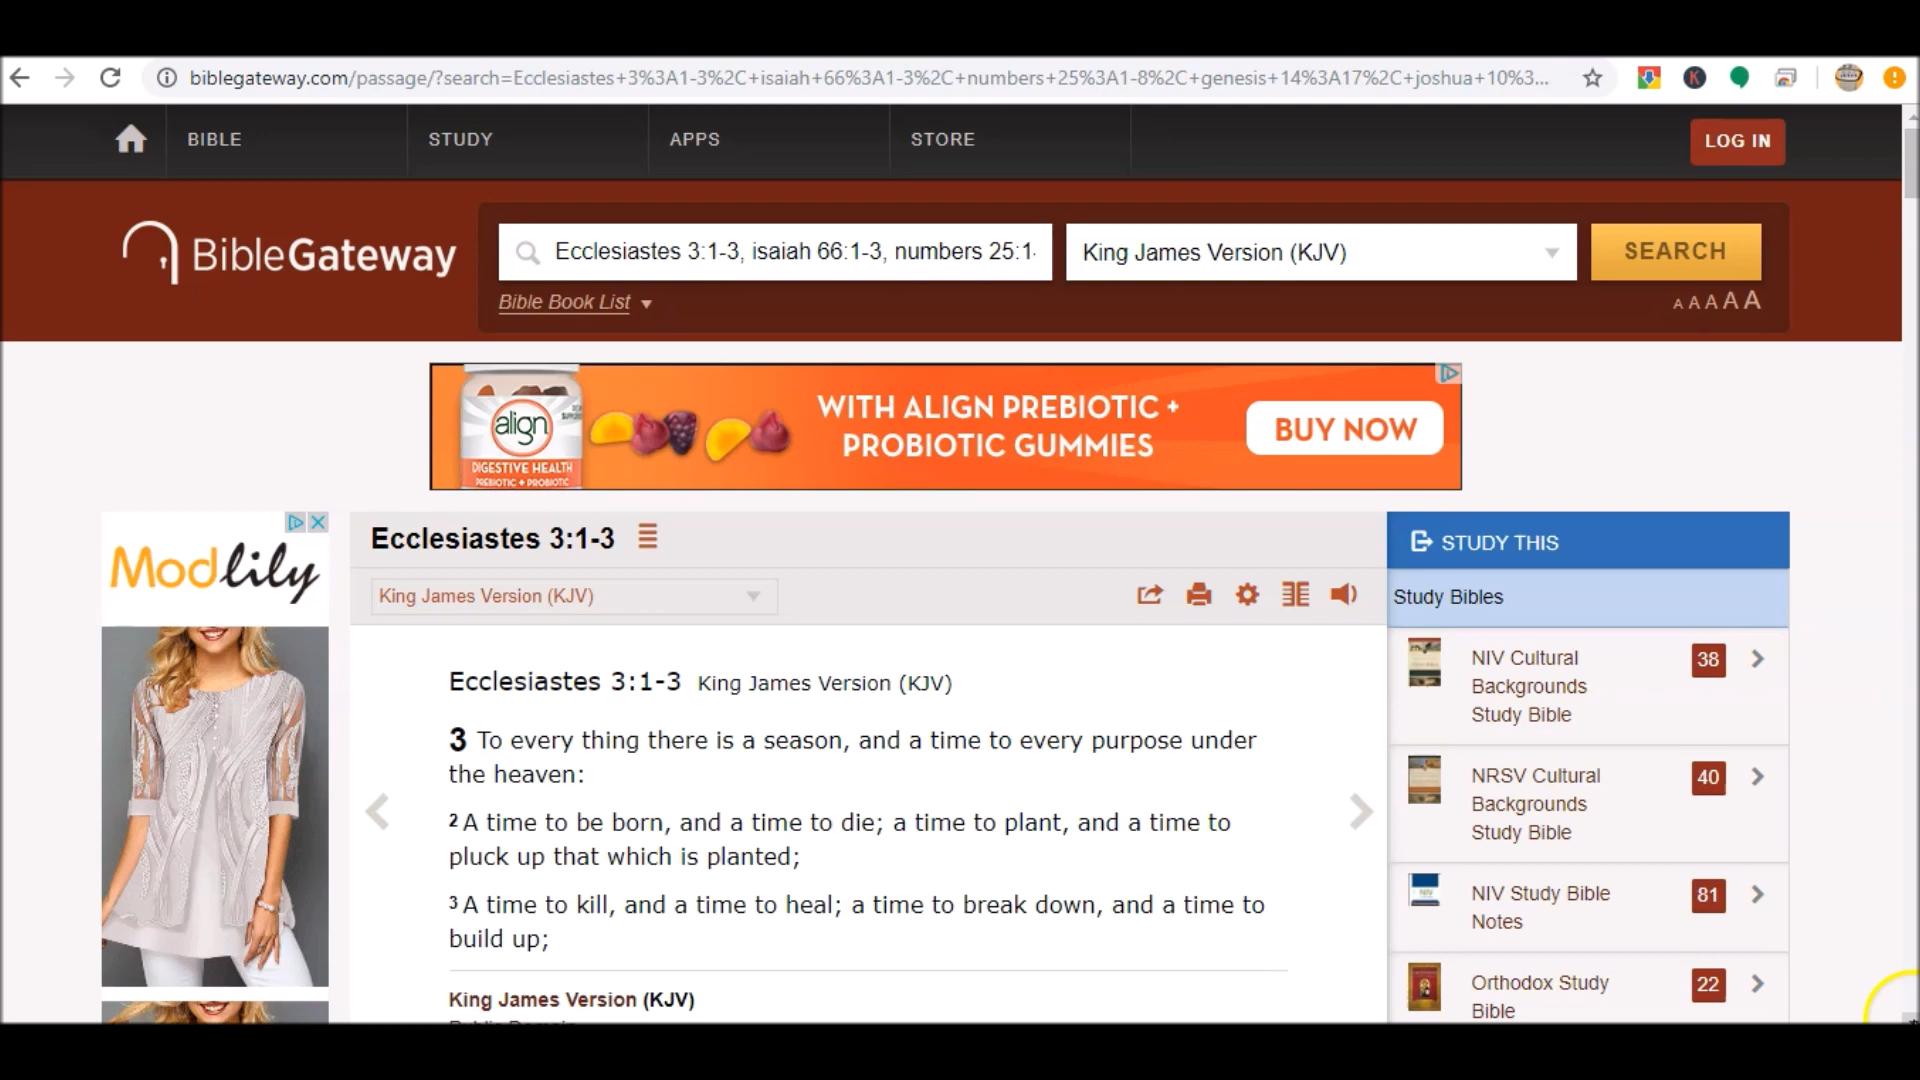 biblegateway.com/passage/?search=Ecclesiastes+3%3A1-3%2C+isaiah+66%3A1-3%2C+numbers+25%3A1-8%2C+genesis+14%3A17%2C+joshua+10%3...
BIBLE
STUDY
APPS
STORE
LOG IN
BibleGateway
Ecclesiastes 3:1-3, isaiah 66:1-3, numbers 25:1-
King James Version (KJV)
SEARCH
Bible Book List
A A A A A
align
DIGESTIVE HEALTH
PREBIOTIC + PROBIOTIC
WITH ALIGN PREBIOTIC +
PROBIOTIC GUMMIES
BUY NOW
Modlily
Ecclesiastes 3:1-3
King James Version (KJV)
Ecclesiastes 3:1-3 King James Version (KJV)
3 To every thing there is a season, and a time to every purpose under
the heaven:
2 A time to be born, and a time to die; a time to plant, and a time to
pluck up that which is planted;
3 A time to kill, and a time to heal; a time to break down, and a time to
build up;
King James Version (KJV)
STUDY THIS
Study Bibles
NIV Cultural
Backgrounds
Study Bible
38
NRSV Cultural
Backgrounds
Study Bible
40
NIV Study Bible
Notes
81
Orthodox Study
Bible
22